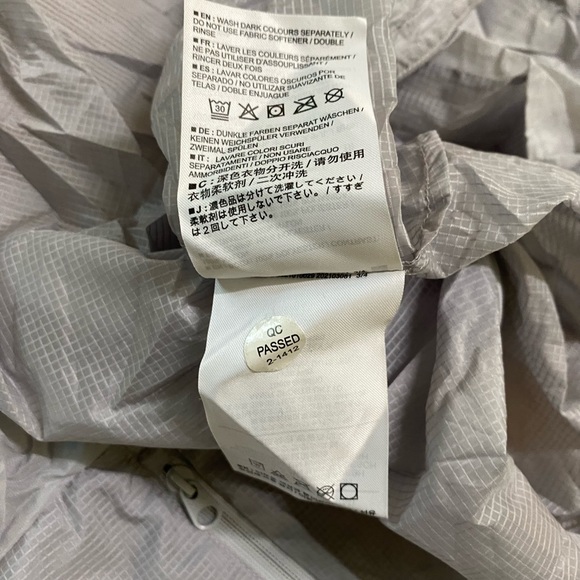 EN: WASH DARK COLOURS SEPARATELY /
DO NOT USE FABRIC SOFTENER / DOUBLE
RINSE
FR: LAVER LES COULEURS SÉPARÉMENT /
NE PAS UTILISER D'ASSOUPLISSANT /
RINCER DEUX FOIS
ES: LAVAR COLORES OSCUROS POR
SEPARADO / NO UTILIZAR SUAVIZANTE DE
TELAS / DOBLE ENJUAGUE
30
DE: DUNKLE FARBEN SEPARAT WASCHEN /
KEINEN WEICHSPÜLER VERWENDEN /
ZWEIMAL SPÜLEN
IT: LAVARE COLORI SCURI
SEPARATAMENTE / NON USARE
AMMORBIDENTI / DOPPIO RISCIACQUO
C: 深色衣物分开洗 / 请勿使用
衣物柔软剂 / 二次冲洗
J: 濃色品は分けて洗濯してください /
柔軟剤は使用しないで下さい。 / すすぎ
は2回して下さい。
QC
PASSED
2-1412